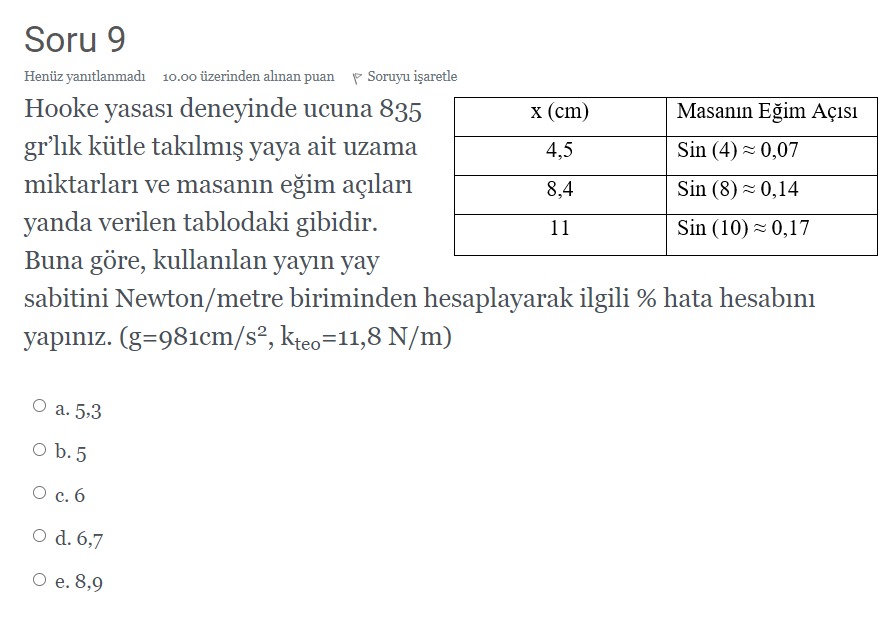 Soru 9
Henüz yanıtlanmadı 10.00 üzerinden alınan puan Soruyu işaretle
Hooke yasası deneyinde ucuna 835
gr’lık kütle takılmış yaya ait uzama
miktarları ve masanın eğim açıları
yanda verilen tablodaki gibidir.
Buna göre, kullanılan yayın yay
sabitini Newton/metre biriminden hesaplayarak ilgili % hata hesabını
yapınız. (g=981cm/s², kteo=11,8 N/m)
x (cm) Masanın Eğim Açısı
4,5 Sin (4) ≈ 0,07
8,4 Sin (8) ≈ 0,14
11 Sin (10) ≈ 0,17
a. 5,3
b. 5
c. 6
d. 6,7
e. 8,9